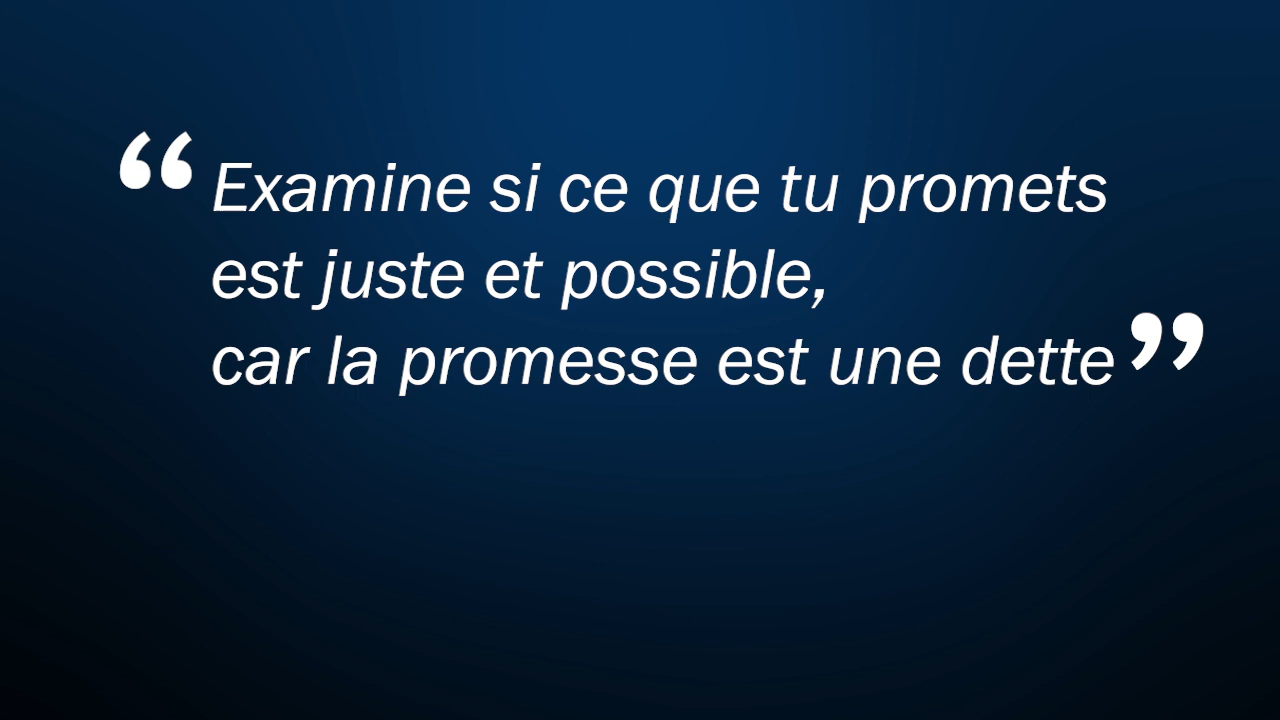 “Examine si ce que tu promets
est juste et possible,
car la promesse est une dette”